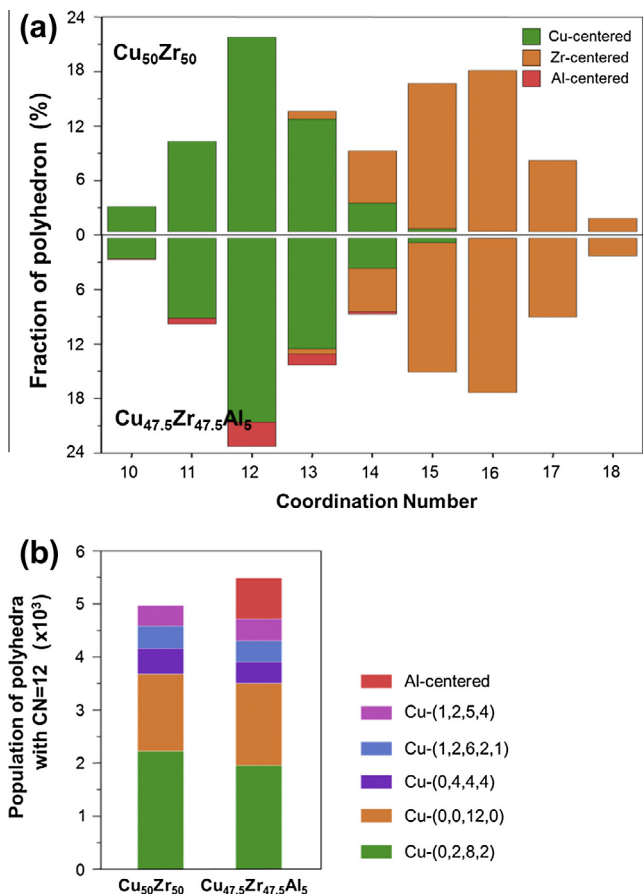 (a)
Cu50Zr50
Cu-centered
Zr-centered
Al-centered
Fraction of polyhedron (%)
24
18
12
6
0
6
12
18
24
Cu47.5Zr47.5Al5
10 11 12 13 14 15 16 17 18
Coordination Number
(b)
Population of polyhedra
with CN=12 (x10³)
6
5
4
3
2
1
0
Cu50Zr50 Cu47.5Zr47.5Al5
Al-centered
Cu-(1,2,5,4)
Cu-(1,2,6,2,1)
Cu-(0,4,4,4)
Cu-(0,0,12,0)
Cu-(0,2,8,2)